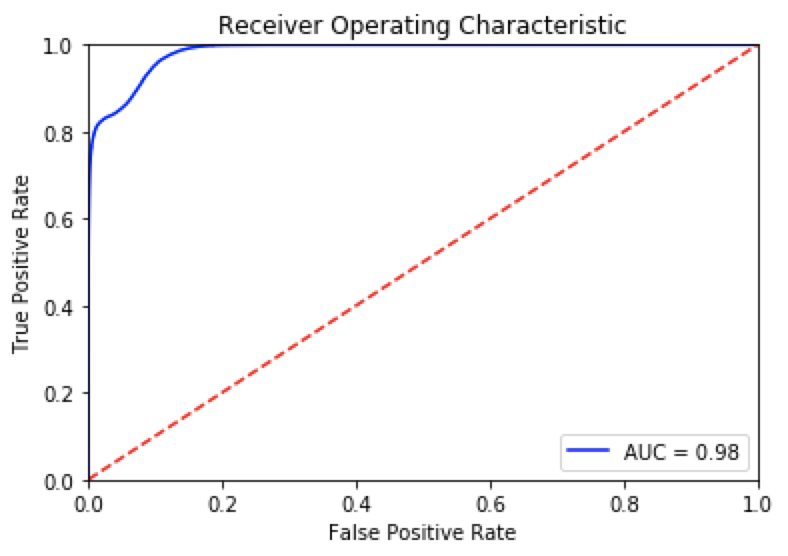 Receiver Operating Characteristic
1.0
0.8
0.6
0.4
0.2
0.0
True Positive Rate
AUC = 0.98
0.0 0.2 0.4 0.6 0.8 1.0
False Positive Rate